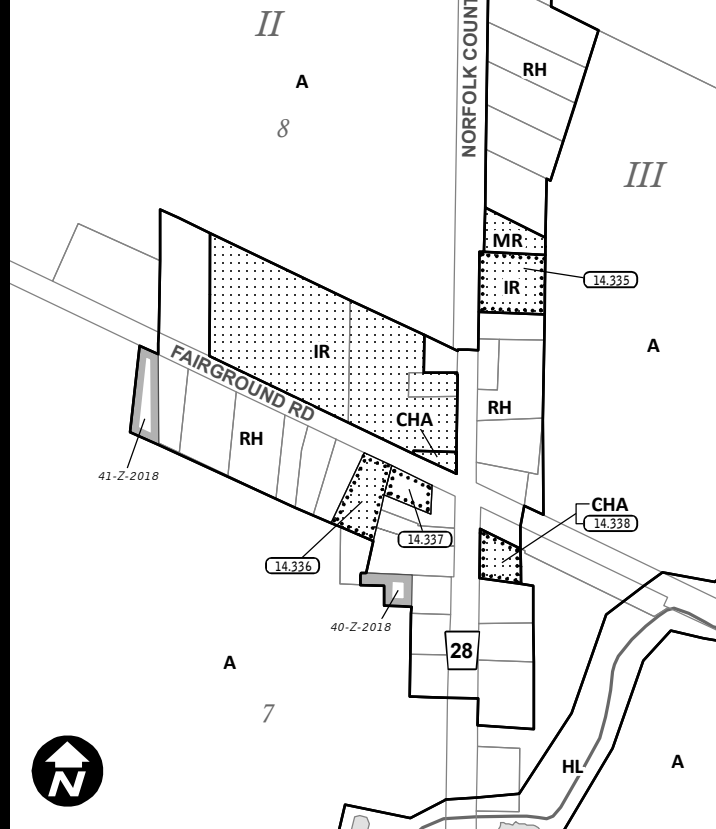 II
NORFOLK COUNT
RH
A
8
III
MR
14.335
IR
A
IR
FAIRGROUND RD
RH
CHA
RH
41-Z-2018
CHA
14.338
14.337
14.336
40-Z-2018
28
A
7
HL
A
N